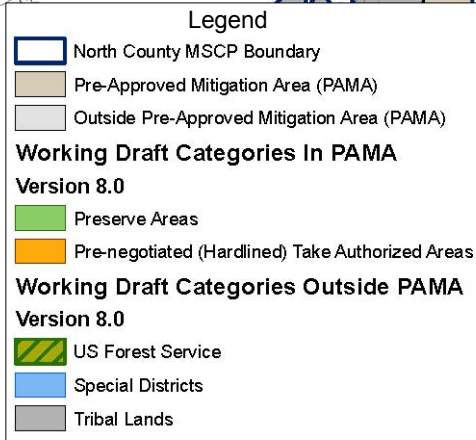 Legend
North County MSCP Boundary
Pre-Approved Mitigation Area (PAMA)
Outside Pre-Approved Mitigation Area (PAMA)
Working Draft Categories In PAMA
Version 8.0
Preserve Areas
Pre-negotiated (Hardlined) Take Authorized Areas
Working Draft Categories Outside PAMA
Version 8.0
US Forest Service
Special Districts
Tribal Lands